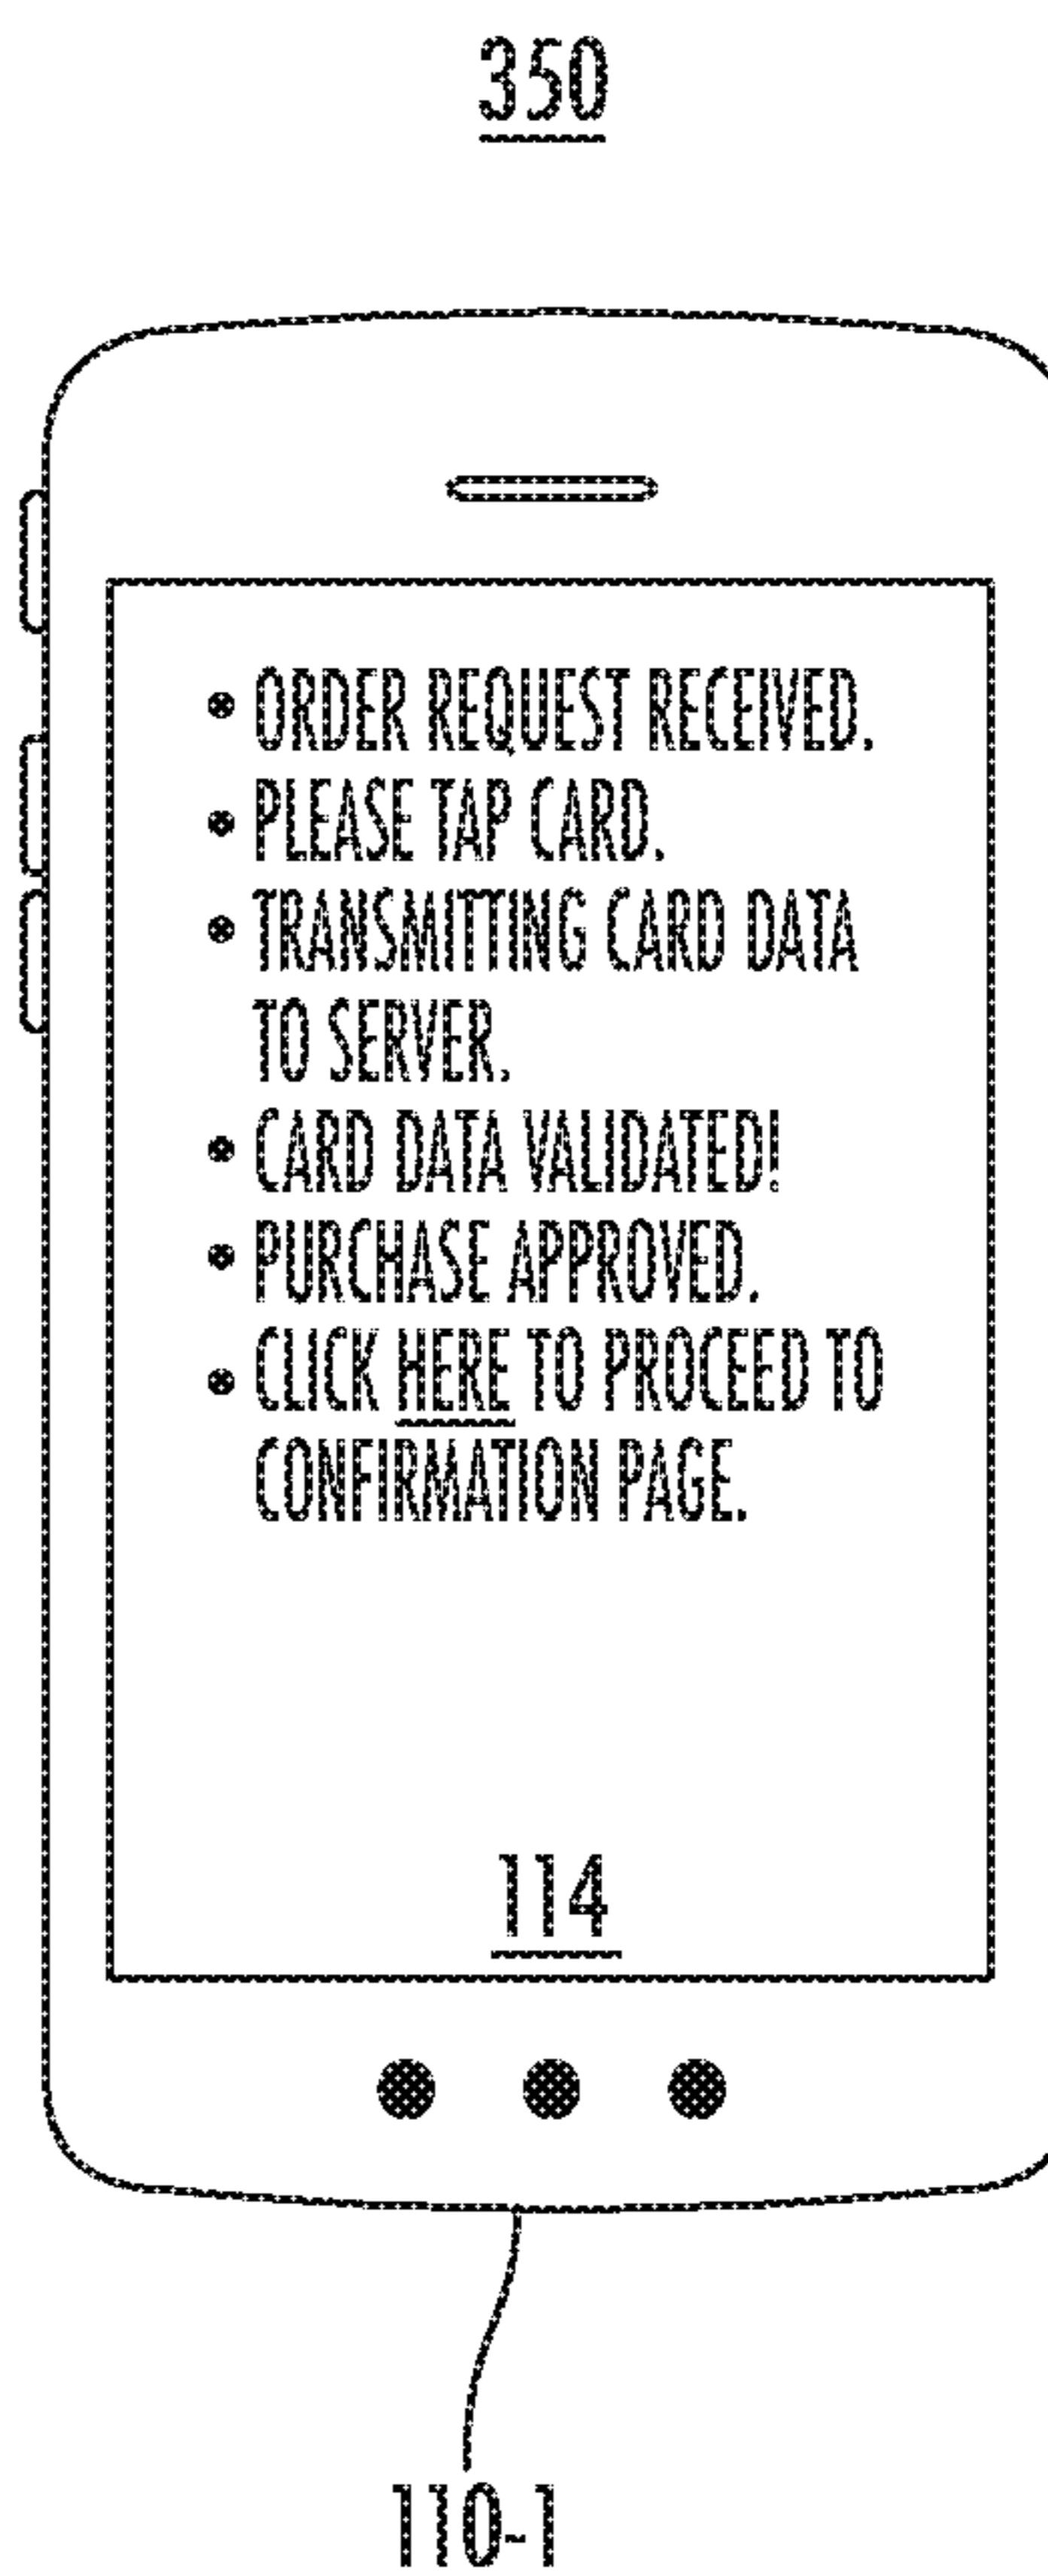 350
• ORDER REQUEST RECEIVED.
• PLEASE TAP CARD.
• TRANSMITTING CARD DATA
TO SERVER.
• CARD DATA VALIDATED!
• PURCHASE APPROVED.
• CLICK HERE TO PROCEED TO
CONFIRMATION PAGE.
114
110-1